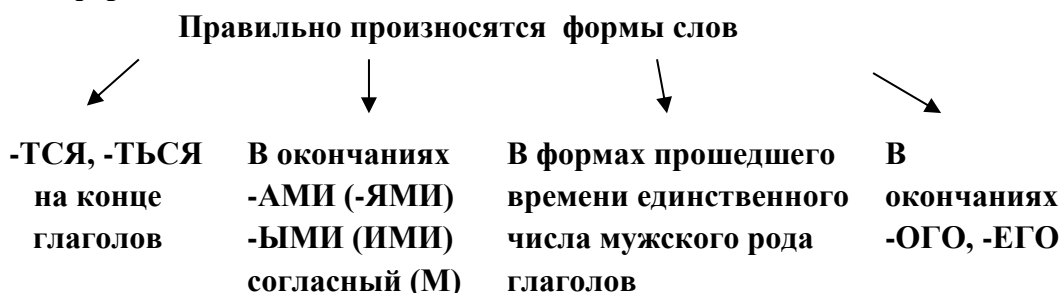 Правильно произносятся формы слов
-ТСЯ, -ТЬСЯ
на конце
глаголов
В окончаниях
-АМИ (-ЯМИ)
-ЫМИ (ИМИ)
согласный (М)
В формах прошедшего
времени единственного
числа мужского рода
глаголов
В
окончаниях
-ОГО, -ЕГО